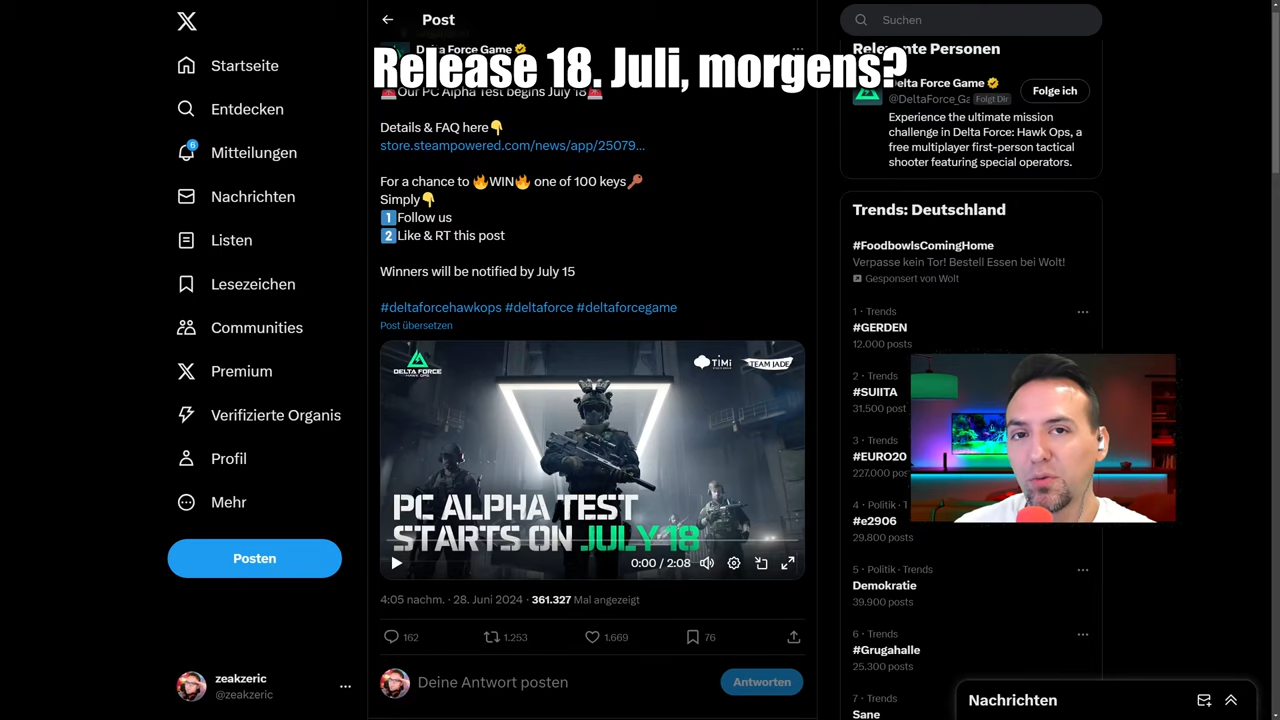 Post
Suchen
Delta Force Game
Release 18. Juli, morgens?
🚨Our PC Alpha Test begins July 18🚨
Details & FAQ here👇
store.steampowered.com/news/app/25079...
For a chance to 🔥WIN🔥 one of 100 keys🔑
Simply👇
1️⃣Follow us
2️⃣Like & RT this post
Winners will be notified by July 15
#deltaforcehawkops #deltaforce #deltaforcegame
Post übersetzen
DELTA FORCE
HAWK OPS
TiMi
TEAM JADE
PC ALPHA TEST
STARTS ON JULY 18
0:00 / 2:08
4:05 nachm. · 28. Juni 2024 · 361.327 Mal angezeigt
162
1.253
1.669
76
Deine Antwort posten
Antworten
Startseite
Entdecken
6
Mitteilungen
Nachrichten
Listen
Lesezeichen
Communities
Premium
Verifizierte Organis
Profil
Mehr
Posten
zeakzeric
@zeakzeric
Relevante Personen
Delta Force Game
@DeltaForce_Ga Folgt Dir
Folge ich
Experience the ultimate mission
challenge in Delta Force: Hawk Ops, a
free multiplayer first-person tactical
shooter featuring special operators.
Trends: Deutschland
#FoodbowlsComingHome
Verpasse kein Tor! Bestell Essen bei Wolt!
Gesponsert von Wolt
1 · Trends
#GERDEN
12.000 posts
2 · Trends
#SUIITA
31.500 posts
3 · Trends
#EURO20
227.000 pos
4 · Politik · T
#e2906
29.800 posts
5 · Politik · Trends
Demokratie
39.900 posts
6 · Trends
#Grugahalle
25.300 posts
7 · Trends
Sane
Nachrichten